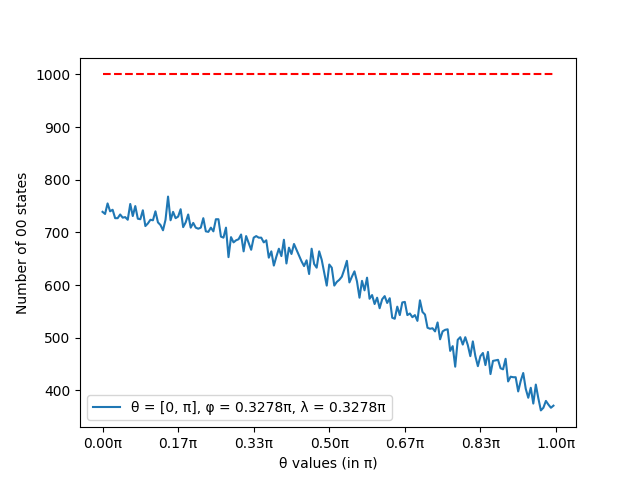 1000
900
800
700
600
500
400
Number of 00 states
θ = [0, π], φ = 0.3278π, λ = 0.3278π
0.00π 0.17π 0.33π 0.50π 0.67π 0.83π 1.00π
θ values (in π)